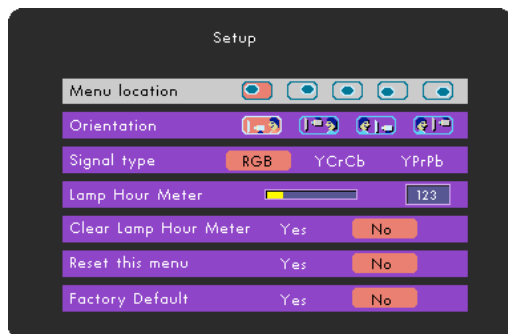 Setup
Menu location
Orientation
Signal type RGB YCrCb YPrPb
Lamp Hour Meter 123
Clear Lamp Hour Meter Yes No
Reset this menu Yes No
Factory Default Yes No